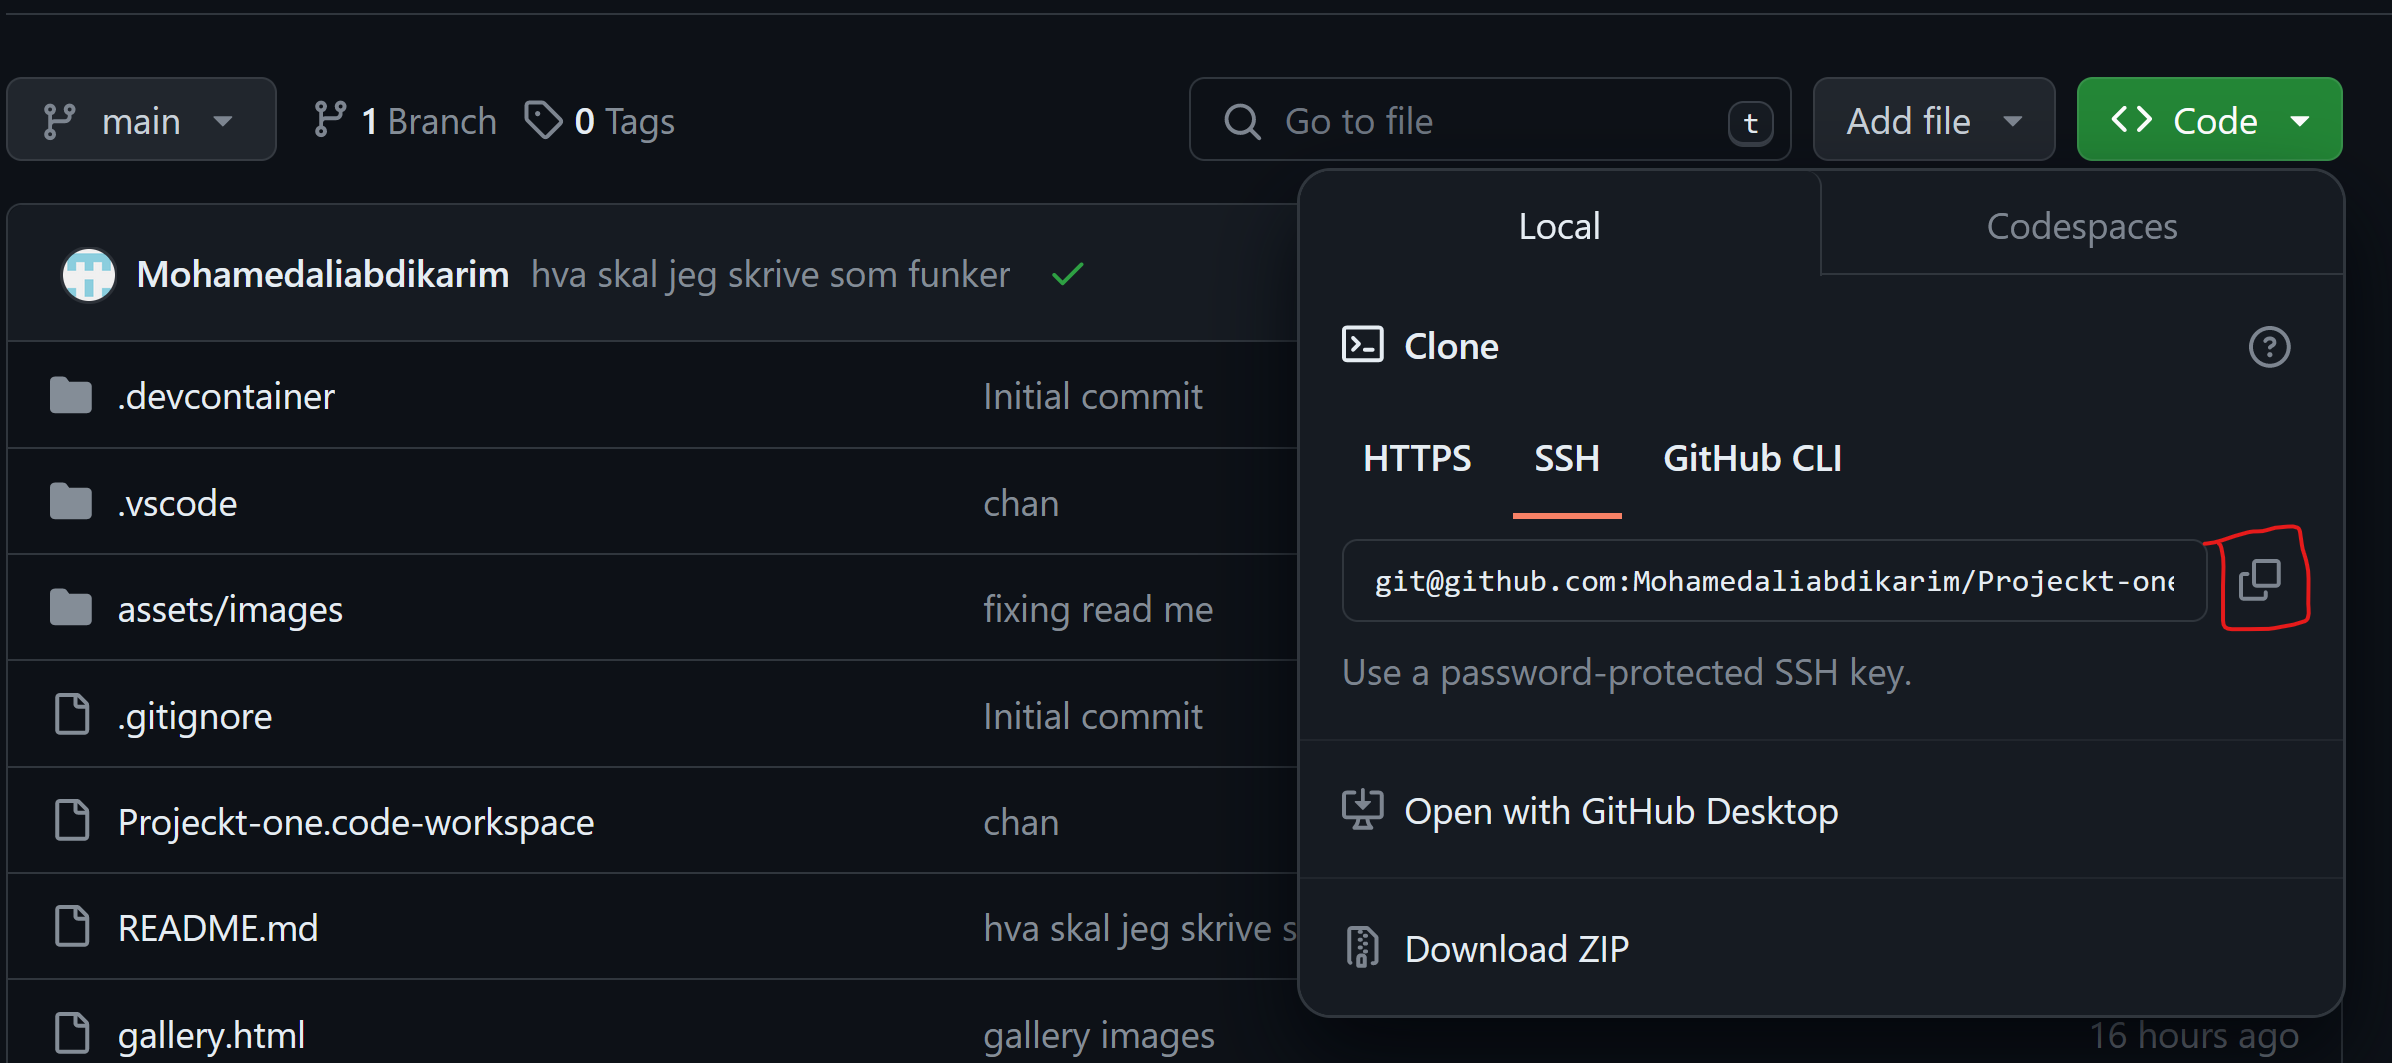 main 1 Branch 0 Tags Go to file t Add file Code
Local Codespaces
Mohamedaliabdikarim hva skal jeg skrive som funker
Clone
HTTPS SSH GitHub CLI
git@github.com:Mohamedaliabdikarim/Projeckt-one
Use a password-protected SSH key.
Open with GitHub Desktop
Download ZIP
.devcontainer Initial commit
.vscode chan
assets/images fixing read me
.gitignore Initial commit
Projeckt-one.code-workspace chan
README.md hva skal jeg skrive s
gallery.html gallery images 16 hours ago